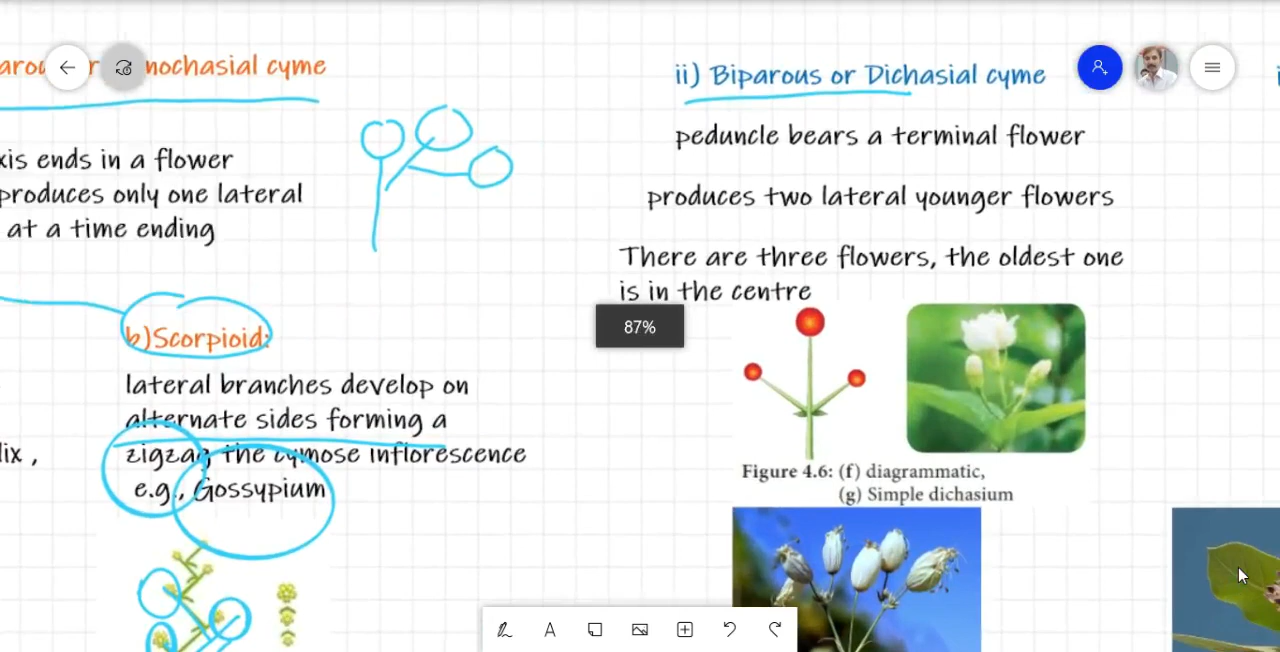 nochasial cyme
xis ends in a flower
produces only one lateral
at a time ending
b)Scorpioid:
lateral branches develop on
alternate sides forming a
zigzag the cymose inflorescence
e.g., Gossypium
lix ,
ii) Biparous or Dichasial cyme
peduncle bears a terminal flower
produces two lateral younger flowers
There are three flowers, the oldest one
is in the centre
87%
Figure 4.6: (f) diagrammatic,
(g) Simple dichasium